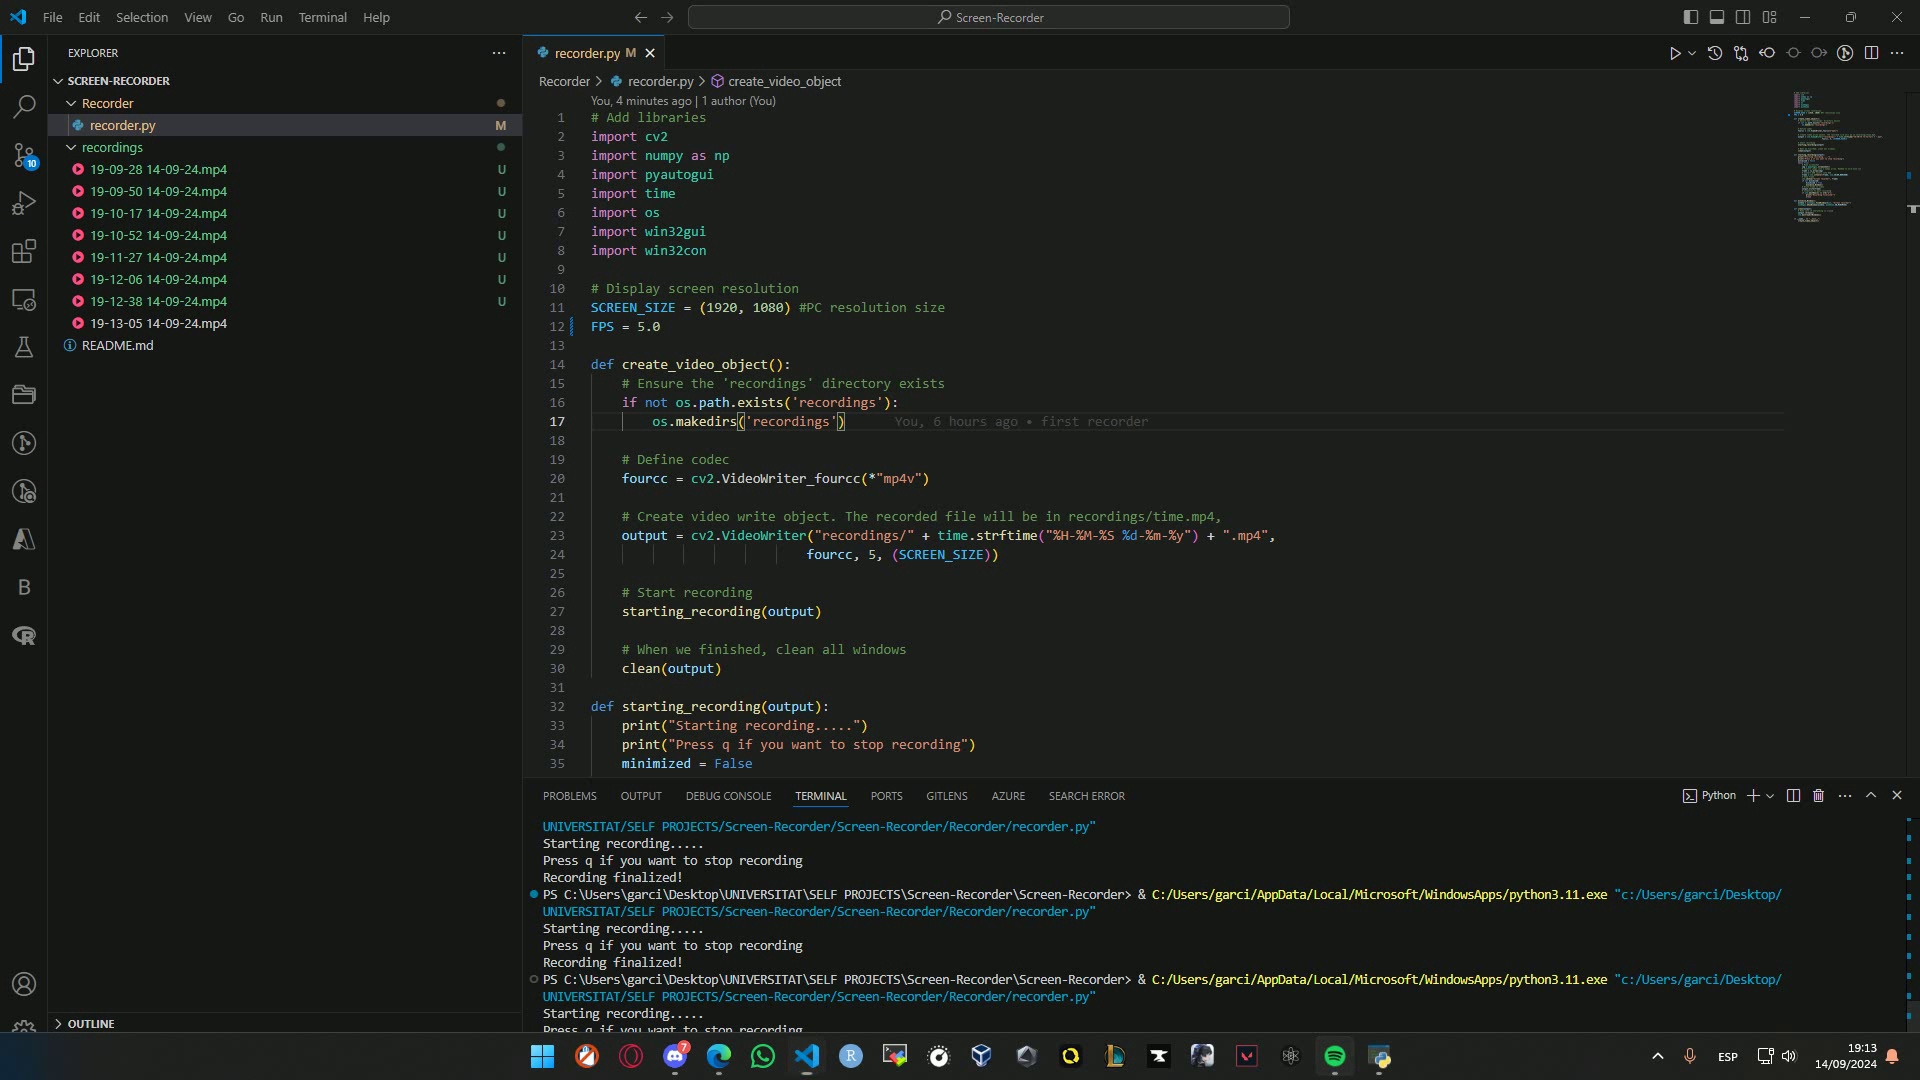 File Edit Selection View Go Run Terminal Help
Screen-Recorder
EXPLORER
SCREEN-RECORDER
Recorder
recorder.py M
recordings
19-09-28 14-09-24.mp4 U
19-09-50 14-09-24.mp4 U
19-10-17 14-09-24.mp4 U
19-10-52 14-09-24.mp4 U
19-11-27 14-09-24.mp4 U
19-12-06 14-09-24.mp4 U
19-12-38 14-09-24.mp4 U
19-13-05 14-09-24.mp4
README.md
OUTLINE
10
B
R
recorder.py M
Recorder > recorder.py > create_video_object
You, 4 minutes ago | 1 author (You)
1 # Add libraries
2 import cv2
3 import numpy as np
4 import pyautogui
5 import time
6 import os
7 import win32gui
8 import win32con
9
10 # Display screen resolution
11 SCREEN_SIZE = (1920, 1080) #PC resolution size
12 FPS = 5.0
13
14 def create_video_object():
15 # Ensure the 'recordings' directory exists
16 if not os.path.exists('recordings'):
17 os.makedirs('recordings') You, 6 hours ago • first recorder
18
19 # Define codec
20 fourcc = cv2.VideoWriter_fourcc(*"mp4v")
21
22 # Create video write object. The recorded file will be in recordings/time.mp4,
23 output = cv2.VideoWriter("recordings/" + time.strftime("%H-%M-%S %d-%m-%y") + ".mp4",
24 fourcc, 5, (SCREEN_SIZE))
25
26 # Start recording
27 starting_recording(output)
28
29 # When we finished, clean all windows
30 clean(output)
31
32 def starting_recording(output):
33 print("Starting recording.....")
34 print("Press q if you want to stop recording")
35 minimized = False
PROBLEMS OUTPUT DEBUG CONSOLE TERMINAL PORTS GITLENS AZURE SEARCH ERROR
Python
UNIVERSITAT/SELF PROJECTS/Screen-Recorder/Screen-Recorder/Recorder/recorder.py"
Starting recording.....
Press q if you want to stop recording
Recording finalized!
PS C:\Users\garci\Desktop\UNIVERSITAT\SELF PROJECTS\Screen-Recorder\Screen-Recorder> & C:/Users/garci/AppData/Local/Microsoft/WindowsApps/python3.11.exe "c:/Users/garci/Desktop/
UNIVERSITAT/SELF PROJECTS/Screen-Recorder/Screen-Recorder/Recorder/recorder.py"
Starting recording.....
Press q if you want to stop recording
Recording finalized!
PS C:\Users\garci\Desktop\UNIVERSITAT\SELF PROJECTS\Screen-Recorder\Screen-Recorder> & C:/Users/garci/AppData/Local/Microsoft/WindowsApps/python3.11.exe "c:/Users/garci/Desktop/
UNIVERSITAT/SELF PROJECTS/Screen-Recorder/Screen-Recorder/Recorder/recorder.py"
Starting recording.....
Press q if you want to stop recording
7
R
ESP
19:13
14/09/2024